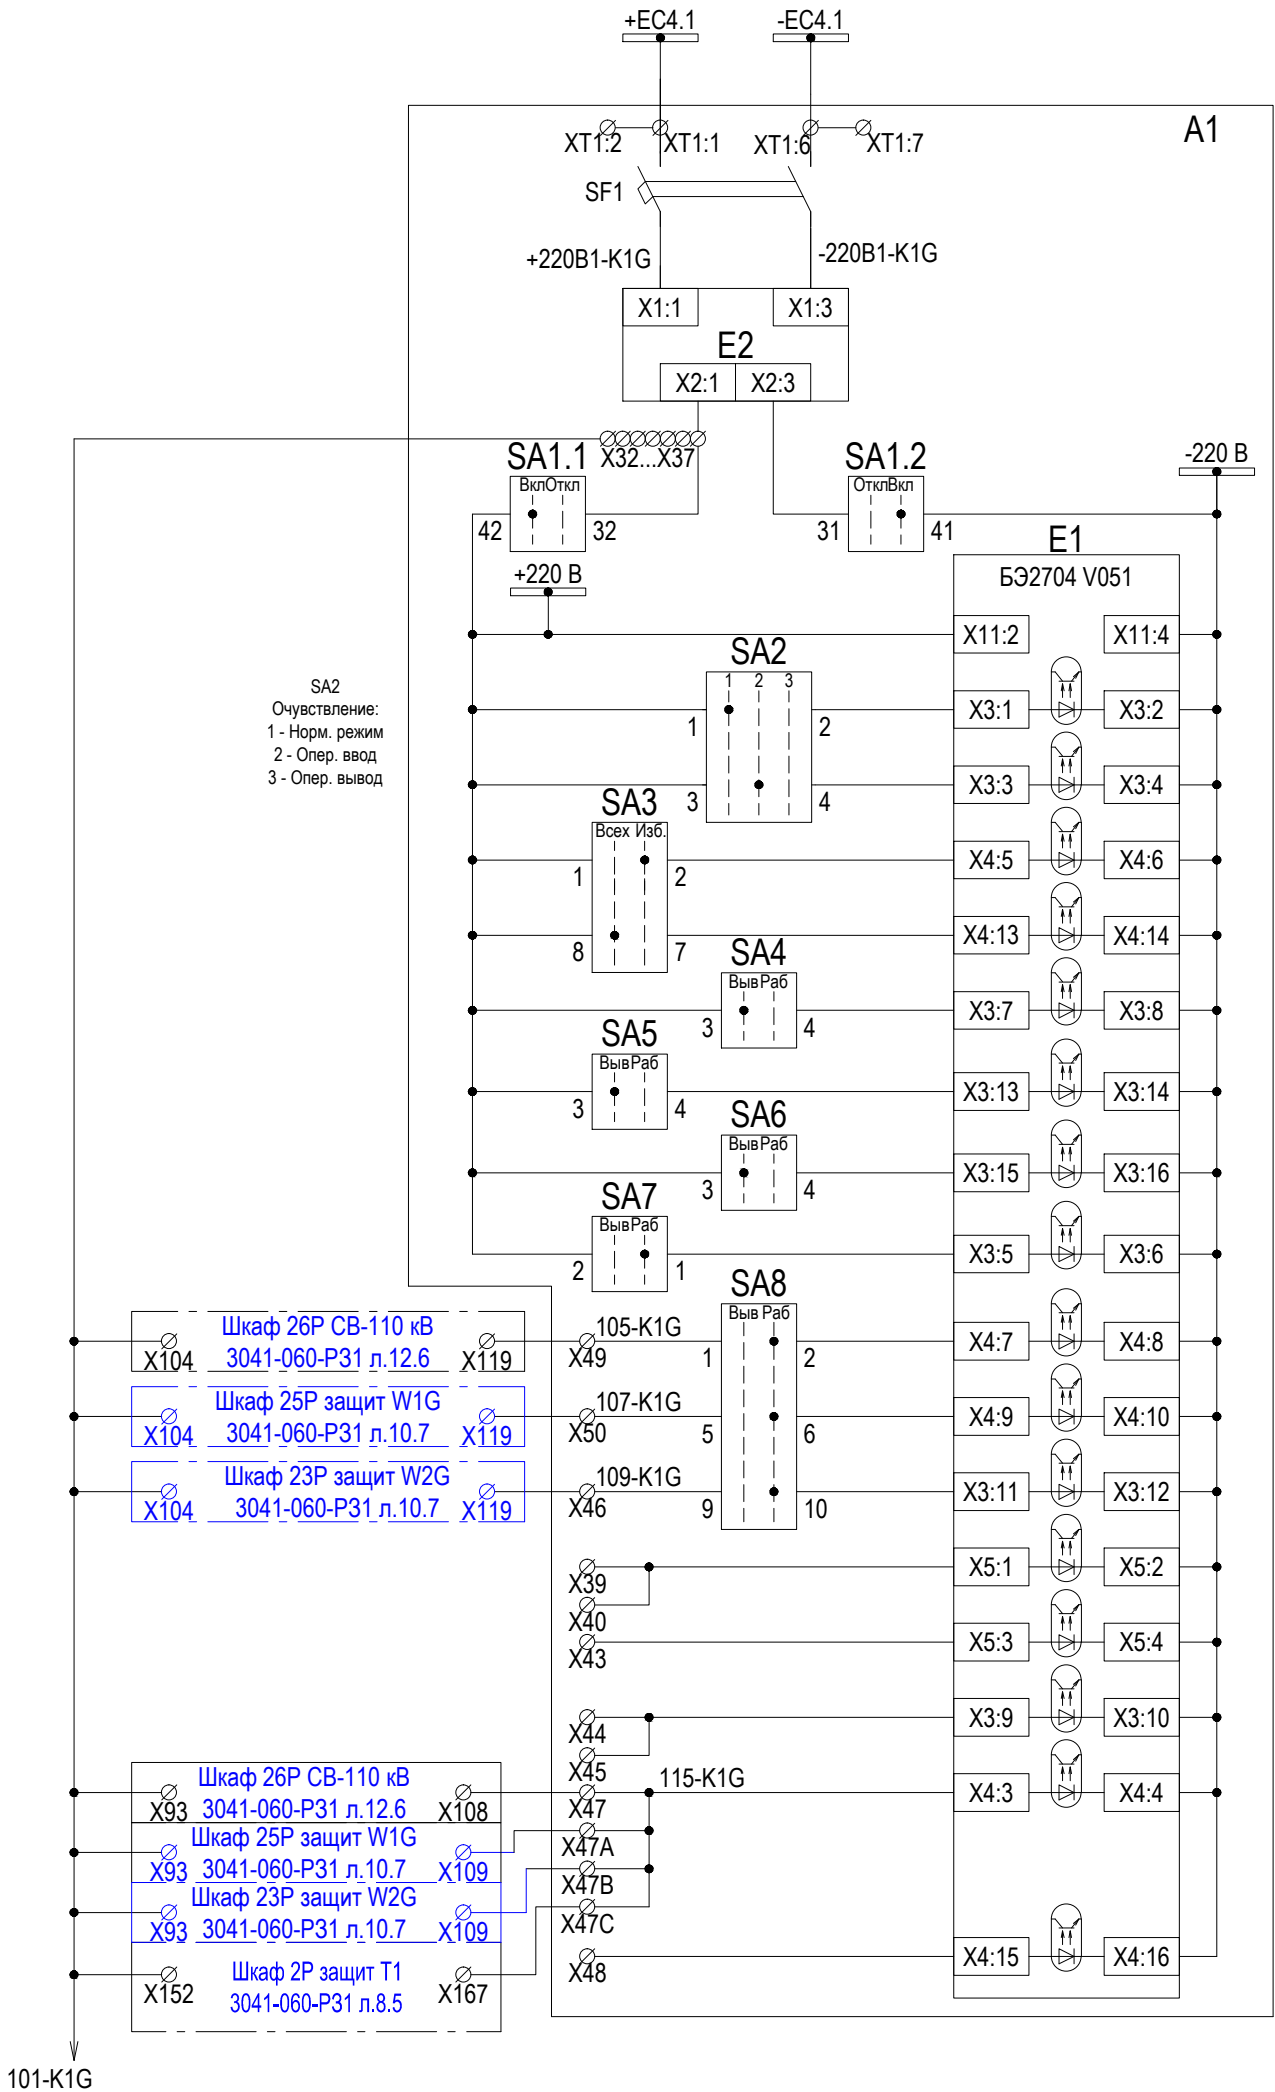 +EC4.1
-EC4.1
A1
XT1:2
XT1:1
XT1:6
XT1:7
SF1
+220В1-K1G
-220В1-K1G
X1:1
X1:3
E2
X2:1
X2:3
X32...X37
SA1.1
ВклОткл
42
32
SA1.2
ОтклВкл
31
41
-220 В
+220 В
E1
БЭ2704 V051
X11:2
X11:4
SA2
Очувствление:
1 - Норм. режим
2 - Опер. ввод
3 - Опер. вывод
SA2
1 2 3
1
2
X3:1
X3:2
3
4
X3:3
X3:4
SA3
Всех Изб.
1
2
X4:5
X4:6
8
7
X4:13
X4:14
SA4
ВывРаб
3
4
X3:7
X3:8
SA5
ВывРаб
3
4
X3:13
X3:14
SA6
ВывРаб
3
4
X3:15
X3:16
SA7
ВывРаб
2
1
X3:5
X3:6
SA8
Выв Раб
Шкаф 26Р СВ-110 кВ
3041-060-РЗ1 л.12.6
X104
X119
X49
105-K1G
1
2
X4:7
X4:8
Шкаф 25Р защит W1G
3041-060-РЗ1 л.10.7
X104
X119
X50
107-K1G
5
6
X4:9
X4:10
Шкаф 23Р защит W2G
3041-060-РЗ1 л.10.7
X104
X119
X46
109-K1G
9
10
X3:11
X3:12
X39
X5:1
X5:2
X40
X43
X5:3
X5:4
X44
X3:9
X3:10
X45
Шкаф 26Р СВ-110 кВ
3041-060-РЗ1 л.12.6
X93
X108
X47
115-K1G
X4:3
X4:4
Шкаф 25Р защит W1G
3041-060-РЗ1 л.10.7
X93
X109
X47A
Шкаф 23Р защит W2G
3041-060-РЗ1 л.10.7
X93
X109
X47B
X47C
Шкаф 2Р защит Т1
3041-060-РЗ1 л.8.5
X152
X167
X48
X4:15
X4:16
101-K1G